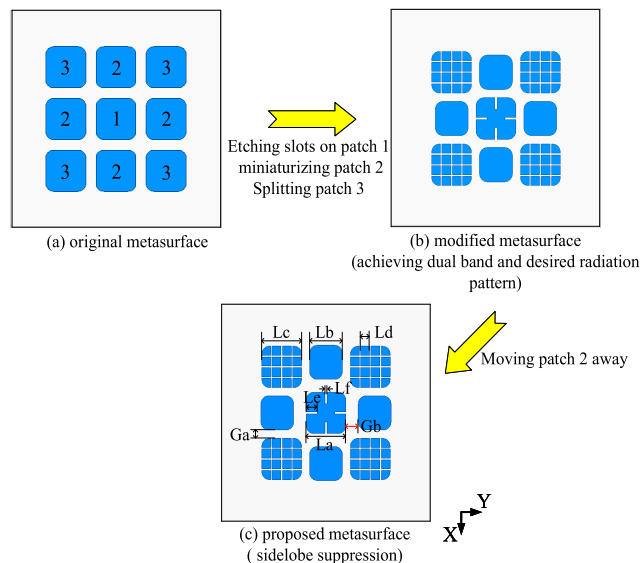 3 2 3
2 1 2
3 2 3
Etching slots on patch 1
miniaturizing patch 2
Splitting patch 3
(a) original metasurface
(b) modified metasurface
(achieving dual band and desired radiation
pattern)
Moving patch 2 away
Lc Lb Ld
Lf
Le
Ga
Gb
La
Y
X
(c) proposed metasurface
( sidelobe suppression)